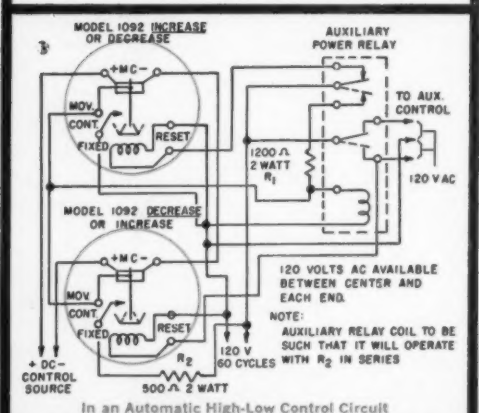 MODEL 1092 INCREASE
OR DECREASE
+MC-
MOV.
CONT.
FIXED
RESET
AUXILIARY
POWER RELAY
TO AUX.
CONTROL
1200 Ω
2 WATT
R1
120 V AC
MODEL 1092 DECREASE
OR INCREASE
+MC-
MOV.
CONT.
FIXED
RESET
R2
500 Ω 2 WATT
+ DC-
CONTROL
SOURCE
120 V
60 CYCLES
120 VOLTS AC AVAILABLE
BETWEEN CENTER AND
EACH END.
NOTE:
AUXILIARY RELAY COIL TO BE
SUCH THAT IT WILL OPERATE
WITH R2 IN SERIES
In an Automatic High-Low Control Circuit